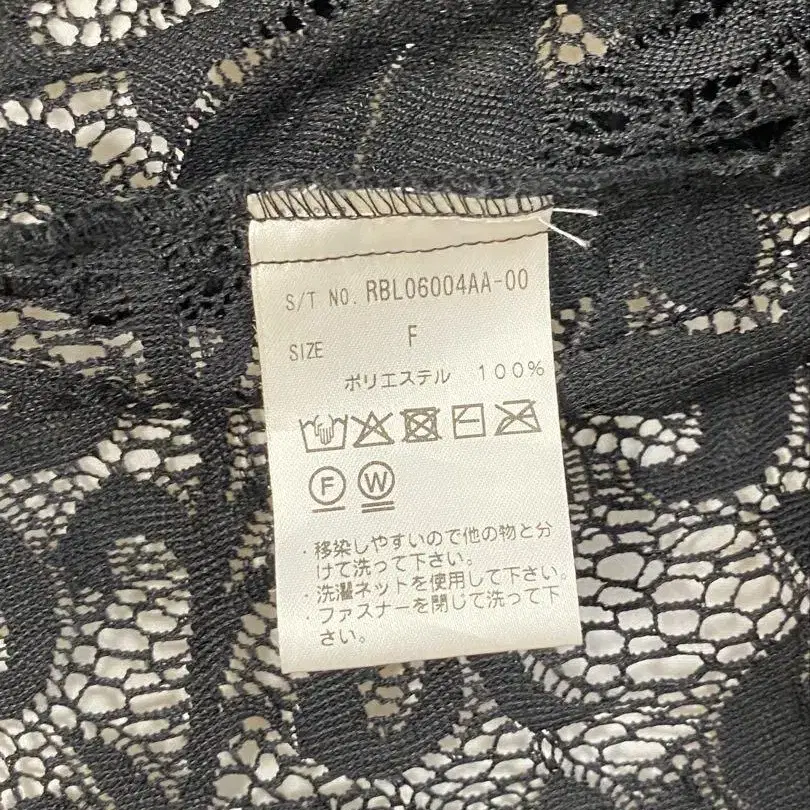 S/T NO. RBL06004AA-00
SIZE F
ポリエステル 100%
F W
・移染しやすいので他の物と分
けて洗って下さい。
・洗濯ネットを使用して下さい。
・ファスナーを閉じて洗って下
さい。